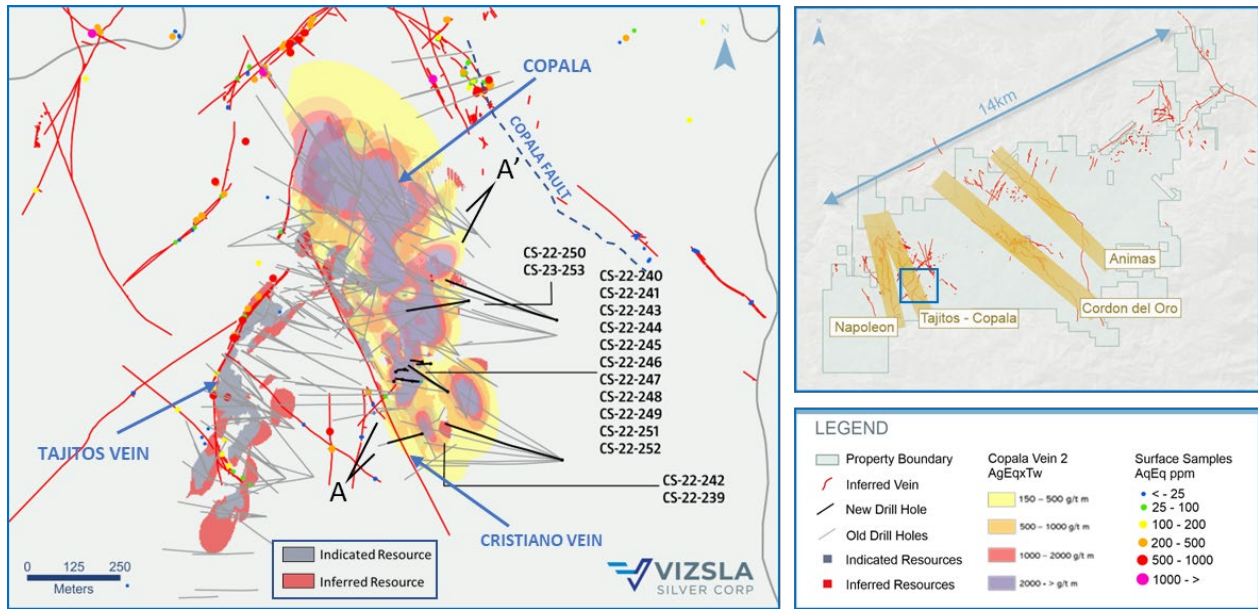 N
COPALA
COPALA FAULT
A'
CS-22-250
CS-23-253
CS-22-240
CS-22-241
CS-22-243
CS-22-244
CS-22-245
CS-22-246
CS-22-247
CS-22-248
CS-22-249
CS-22-251
CS-22-252
TAJITOS VEIN
A
CS-22-242
CS-22-239
CRISTIANO VEIN
0 125 250
Meters
Indicated Resource
Inferred Resource
VIZSLA
SILVER CORP
N
14km
Animas
Napoleon
Tajitos - Copala
Cordon del Oro
LEGEND
Property Boundary
Inferred Vein
New Drill Hole
Old Drill Holes
Indicated Resources
Inferred Resources
Copala Vein 2
AgEqxTw
150 – 500 g/t m
500 – 1000 g/t m
1000 – 2000 g/t m
2000 - > g/t m
Surface Samples
AqEq ppm
< - 25
25 - 100
100 - 200
200 - 500
500 - 1000
1000 - >